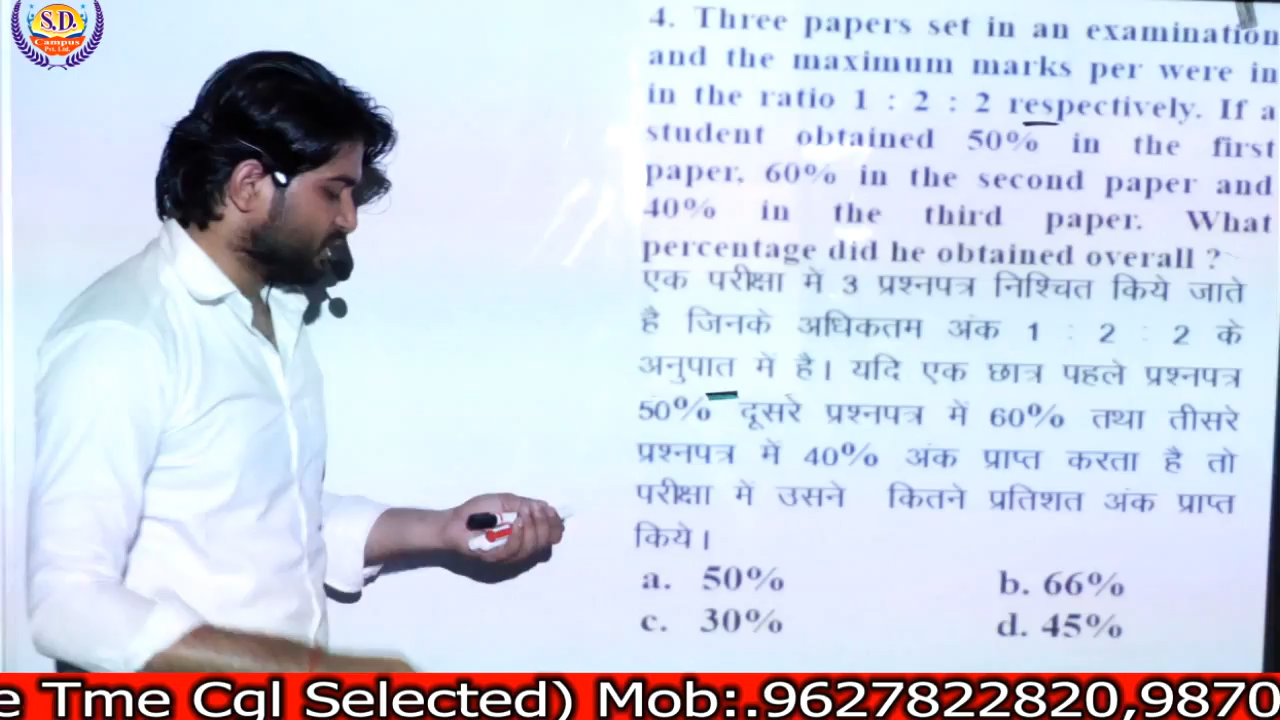 S.D.
Campus
Pvt. Ltd.
4. Three papers set in an examination
and the maximum marks per were in
in the ratio 1 : 2 : 2 respectively. If a
student obtained 50% in the first
paper, 60% in the second paper and
40% in the third paper. What
percentage did he obtained overall ?
एक परीक्षा में 3 प्रश्नपत्र निश्चित किये जाते
है जिनके अधिकतम अंक 1 : 2 : 2 के
अनुपात में है। यदि एक छात्र पहले प्रश्नपत्र
50% दूसरे प्रश्नपत्र में 60% तथा तीसरे
प्रश्नपत्र में 40% अंक प्राप्त करता है तो
परीक्षा में उसने कितने प्रतिशत अंक प्राप्त
किये।
a. 50% b. 66%
c. 30% d. 45%
e Tme Cgl Selected) Mob:.9627822820,9870